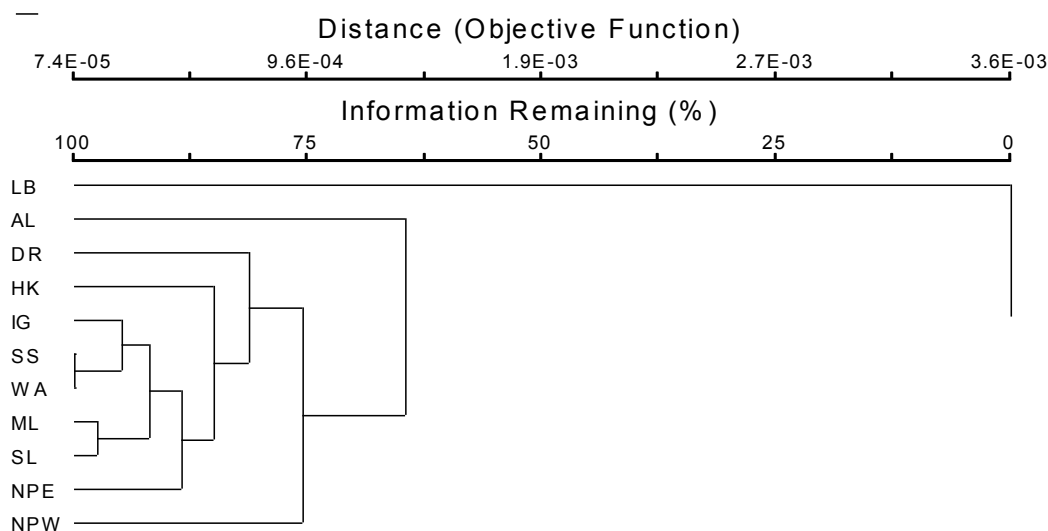 Distance (Objective Function)
7.4E-05 9.6E-04 1.9E-03 2.7E-03 3.6E-03
Information Remaining (%)
100 75 50 25 0
LB
AL
DR
HK
IG
SS
WA
ML
SL
NPE
NPW